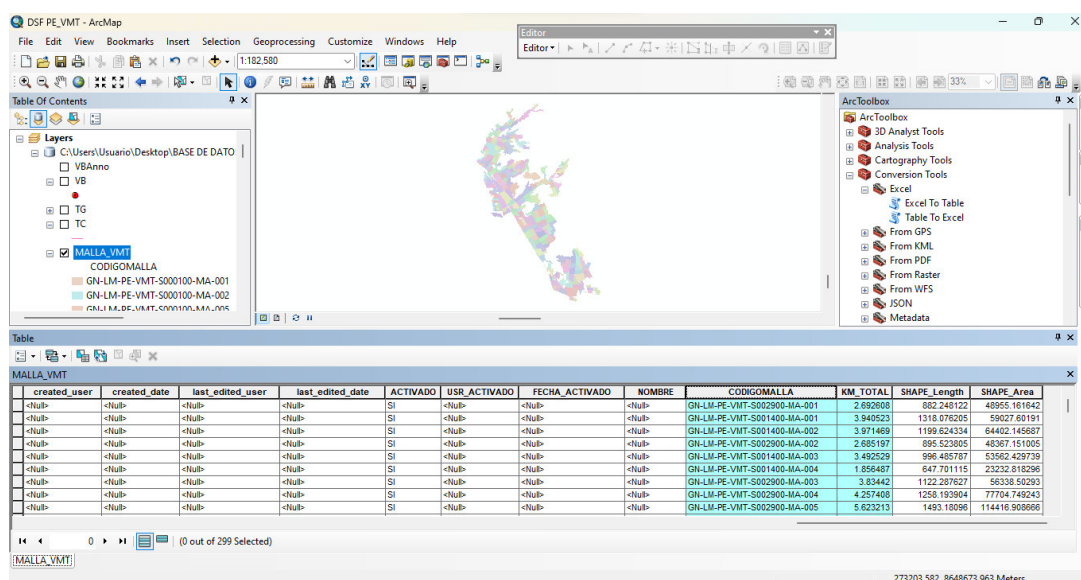 DSF PE_VMT - ArcMap
File Edit View Bookmarks Insert Selection Geoprocessing Customize Windows Help
Editor
Editor
1:182,580
33%
Table Of Contents
Layers
C:\Users\Usuario\Desktop\BASE DE DATO
VBAnno
VB
TG
TC
MALLA_VMT
CODIGOMALLA
GN-LM-PE-VMT-S000100-MA-001
GN-LM-PE-VMT-S000100-MA-002
GN-LM-PE-VMT-S000100-MA-005
ArcToolbox
ArcToolbox
3D Analyst Tools
Analysis Tools
Cartography Tools
Conversion Tools
Excel
Excel To Table
Table To Excel
From GPS
From KML
From PDF
From Raster
From WFS
JSON
Metadata
Table
MALLA_VMT
created_user created_date last_edited_user last_edited_date ACTIVADO USR_ACTIVADO FECHA_ACTIVADO NOMBRE CODIGOMALLA KM_TOTAL SHAPE_Length SHAPE_Area
<Null> <Null> <Null> <Null> SI <Null> <Null> <Null> GN-LM-PE-VMT-S002900-MA-001 2.692608 882.248122 48955.161642
<Null> <Null> <Null> <Null> SI <Null> <Null> <Null> GN-LM-PE-VMT-S001400-MA-001 3.940523 1318.076205 59027.60191
<Null> <Null> <Null> <Null> SI <Null> <Null> <Null> GN-LM-PE-VMT-S001400-MA-002 3.971469 1199.624334 64402.145687
<Null> <Null> <Null> <Null> SI <Null> <Null> <Null> GN-LM-PE-VMT-S002900-MA-002 2.685197 895.523805 48367.151005
<Null> <Null> <Null> <Null> SI <Null> <Null> <Null> GN-LM-PE-VMT-S001400-MA-003 3.492529 996.485787 53562.429739
<Null> <Null> <Null> <Null> SI <Null> <Null> <Null> GN-LM-PE-VMT-S001400-MA-004 1.856487 647.701115 23232.818296
<Null> <Null> <Null> <Null> SI <Null> <Null> <Null> GN-LM-PE-VMT-S002900-MA-003 3.83442 1122.287627 56338.50293
<Null> <Null> <Null> <Null> SI <Null> <Null> <Null> GN-LM-PE-VMT-S002900-MA-004 4.257408 1258.193904 77704.749243
<Null> <Null> <Null> <Null> SI <Null> <Null> <Null> GN-LM-PE-VMT-S002900-MA-005 5.623213 1493.18096 114416.908666
0 (0 out of 299 Selected)
MALLA_VMT
273203.582 8648673.963 Meters